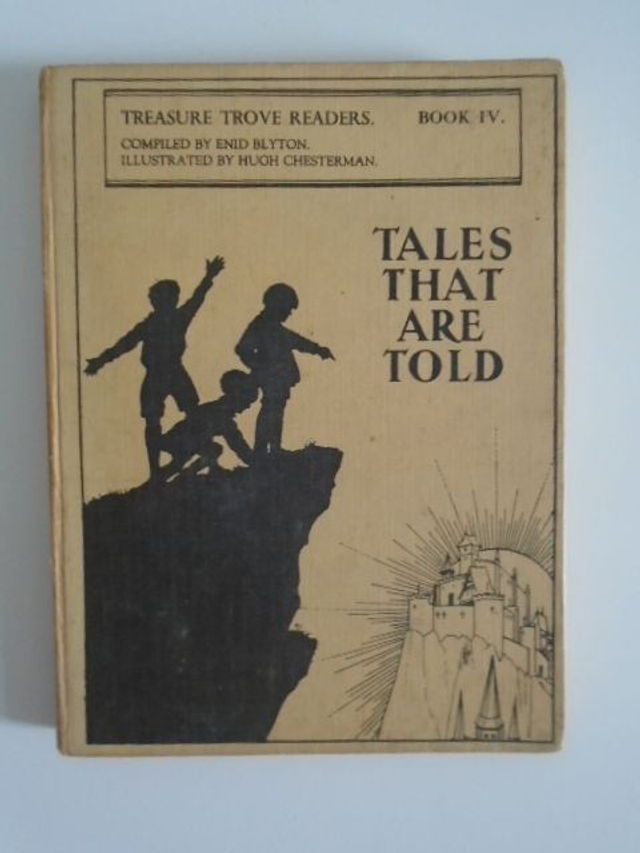 TREASURE TROVE READERS. BOOK IV.
COMPILED BY ENID BLYTON.
ILLUSTRATED BY HUGH CHESTERMAN.
TALES
THAT
ARE
TOLD